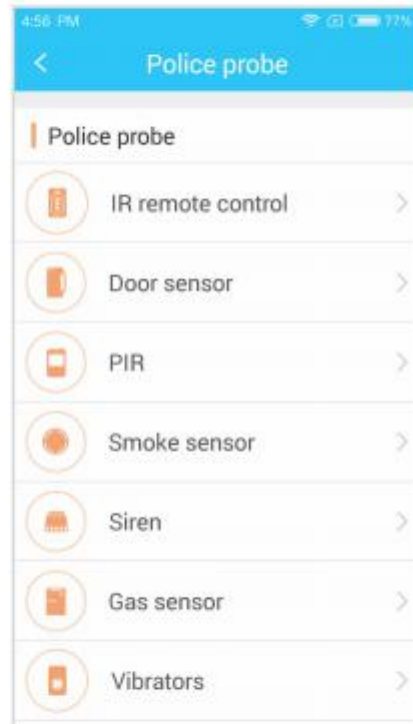 4:56 PM 77%
Police probe
Police probe
IR remote control
Door sensor
PIR
Smoke sensor
Siren
Gas sensor
Vibrators